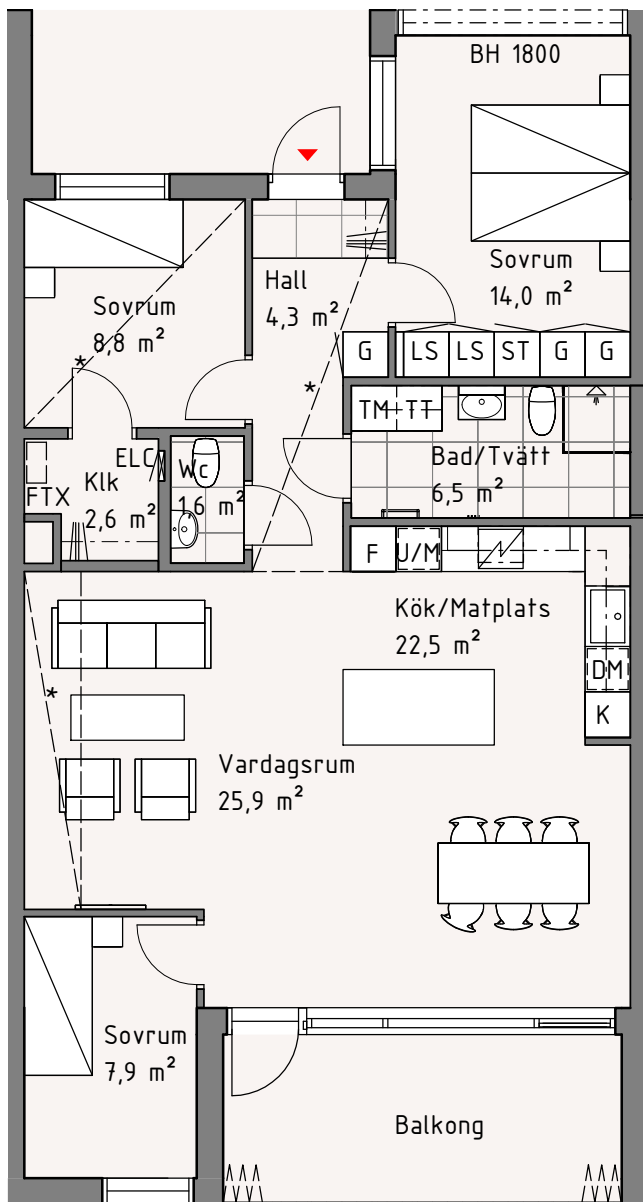 BH 1800
Sovrum
14,0 m²
Hall
4,3 m²
Sovrum
8,8 m²
*
*
G
LS
LS
ST
G
G
TM
TT
Bad/Tvätt
6,5 m²
ELC
Wc
1,6 m²
FTX
Klk
2,6 m²
F
U/M
Kök/Matplats
22,5 m²
DM
K
*
Vardagsrum
25,9 m²
Sovrum
7,9 m²
Balkong